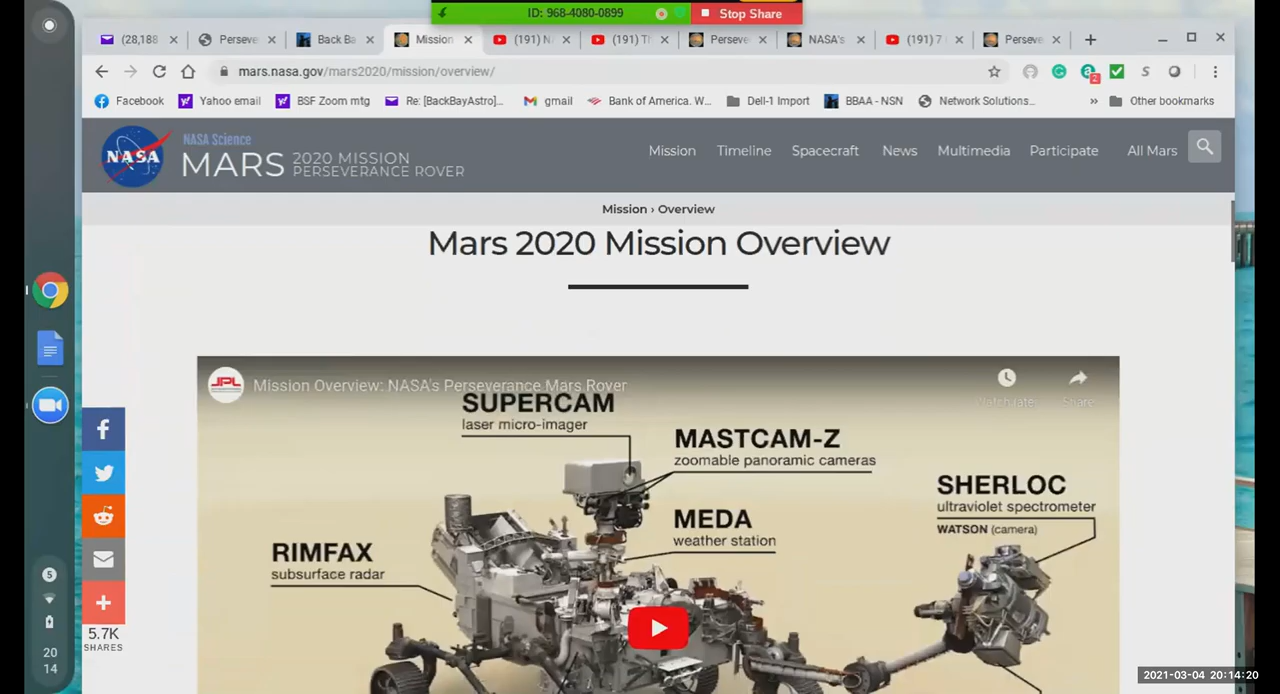 ID: 968-4080-0899
Stop Share
(28,188
Perseve
Back Ba
Mission
(191) N
(191) Th
Perseve
NASA's
(191) 7
Perseve
mars.nasa.gov/mars2020/mission/overview/
2
Facebook
Yahoo email
BSF Zoom mtg
Re: [BackBayAstro]...
gmail
Bank of America. W...
Dell-1 Import
BBAA - NSN
Network Solutions...
»
Other bookmarks
NASA
NASA Science
MARS
2020 MISSION
PERSEVERANCE ROVER
Mission
Timeline
Spacecraft
News
Multimedia
Participate
All Mars
Mission › Overview
Mars 2020 Mission Overview
JPL
Mission Overview: NASA's Perseverance Mars Rover
Watch later
Share
SUPERCAM
laser micro-imager
MASTCAM-Z
zoomable panoramic cameras
SHERLOC
ultraviolet spectrometer
WATSON (camera)
MEDA
weather station
RIMFAX
subsurface radar
5.7K
SHARES
5
20
14
2021-03-04 20:14:20